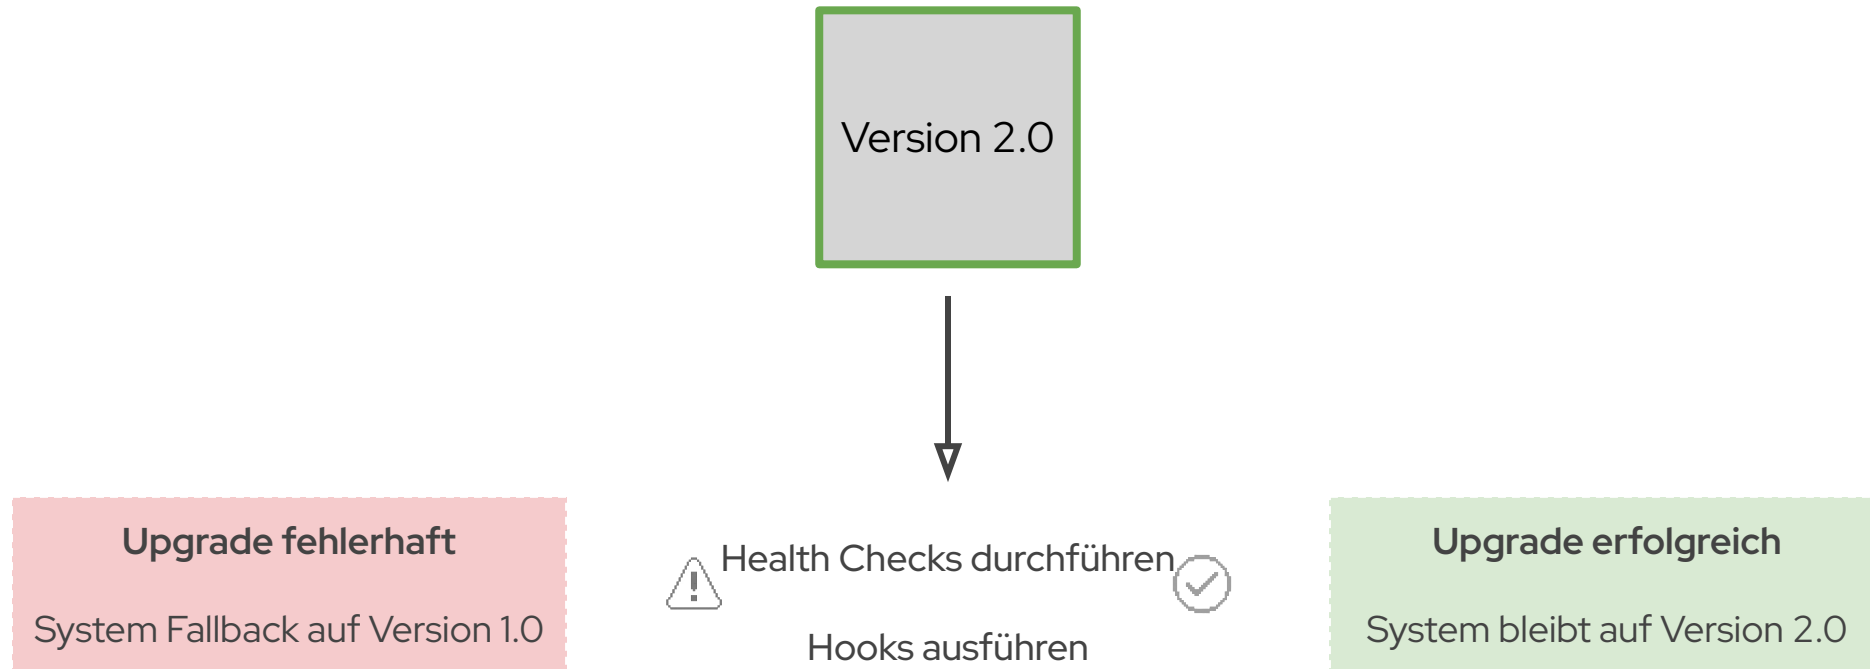 Version 2.0
Upgrade fehlerhaft
System Fallback auf Version 1.0
Health Checks durchführen
Hooks ausführen
Upgrade erfolgreich
System bleibt auf Version 2.0